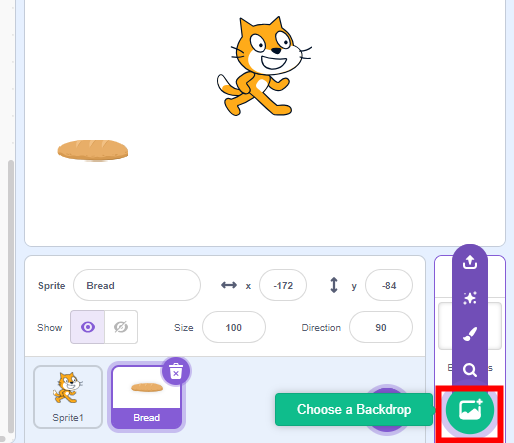 Sprite Bread x -172 y -84
Show Size 100 Direction 90
Sprite1 Bread
Choose a Backdrop